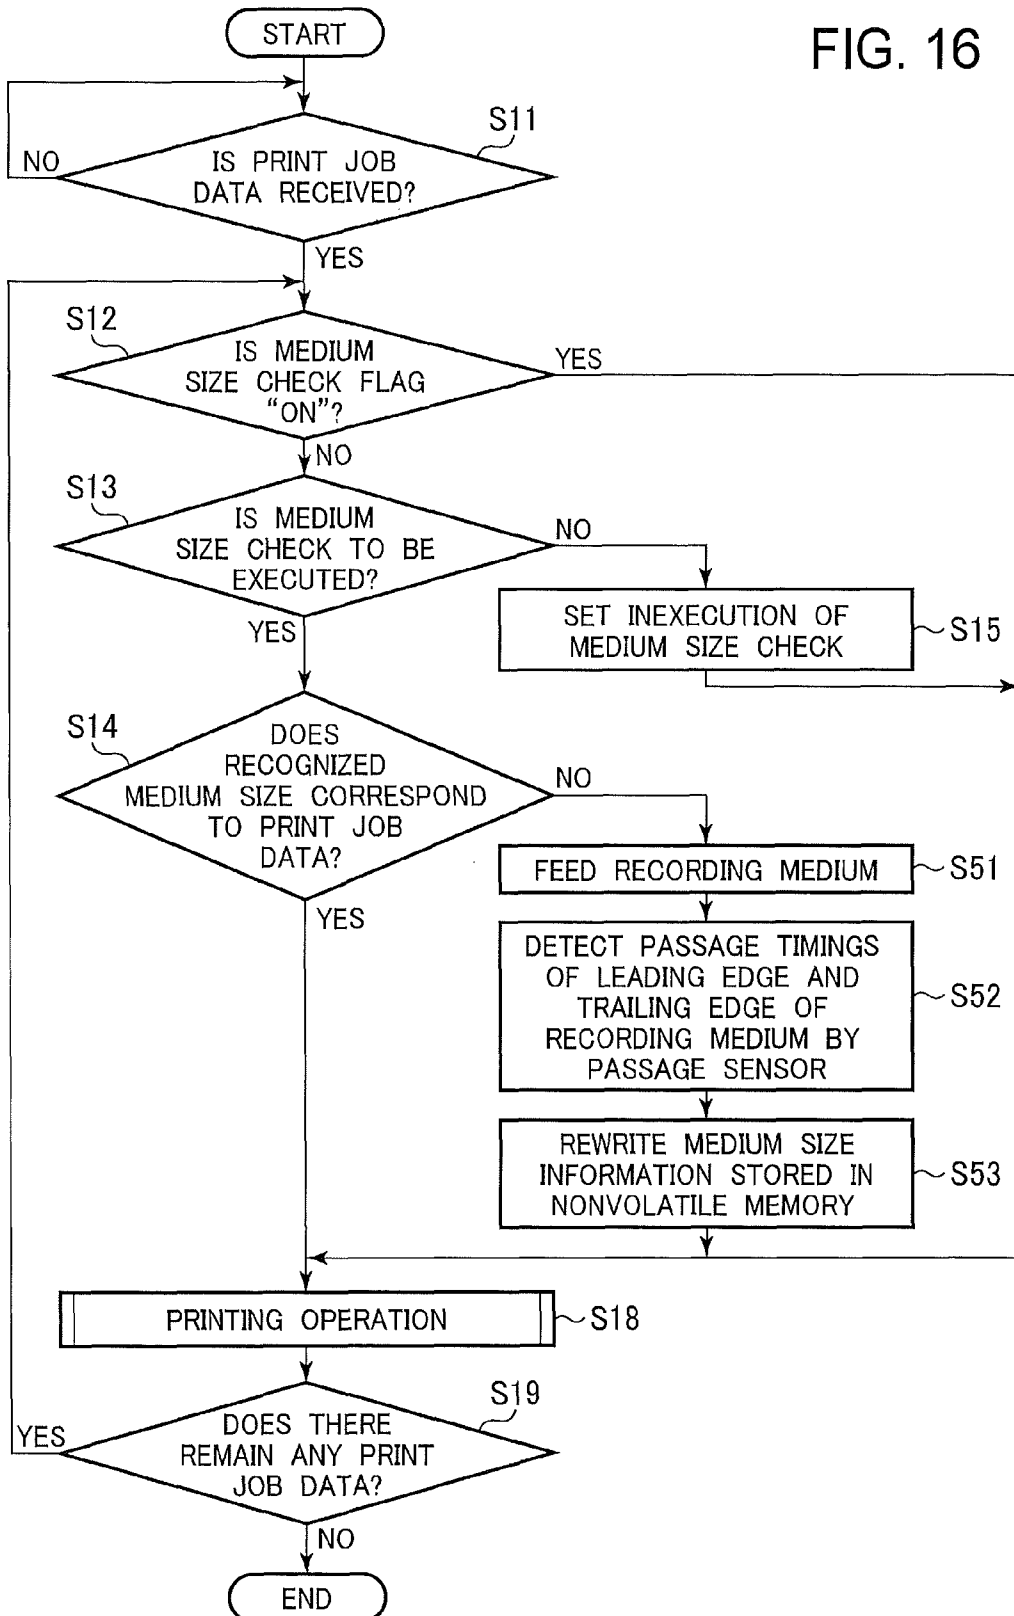 START
FIG. 16
S11
IS PRINT JOB
DATA RECEIVED?
NO
YES
S12
IS MEDIUM
SIZE CHECK FLAG
“ON”?
YES
NO
S13
IS MEDIUM
SIZE CHECK TO BE
EXECUTED?
NO
YES
SET INEXECUTION OF
MEDIUM SIZE CHECK
S15
S14
DOES
RECOGNIZED
MEDIUM SIZE CORRESPOND
TO PRINT JOB
DATA?
NO
YES
FEED RECORDING MEDIUM
S51
DETECT PASSAGE TIMINGS
OF LEADING EDGE AND
TRAILING EDGE OF
RECORDING MEDIUM BY
PASSAGE SENSOR
S52
REWRITE MEDIUM SIZE
INFORMATION STORED IN
NONVOLATILE MEMORY
S53
PRINTING OPERATION
S18
S19
DOES THERE
REMAIN ANY PRINT
JOB DATA?
YES
NO
END